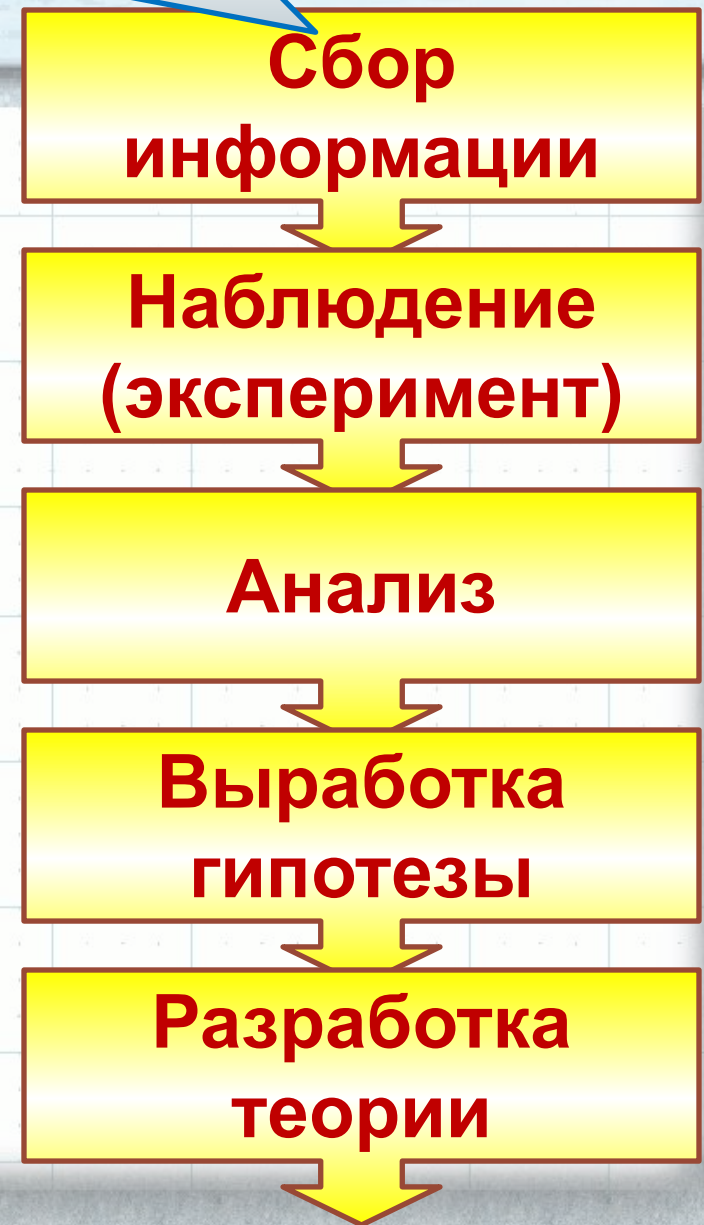 Сбор
информации
Наблюдение
(эксперимент)
Анализ
Выработка
гипотезы
Разработка
теории